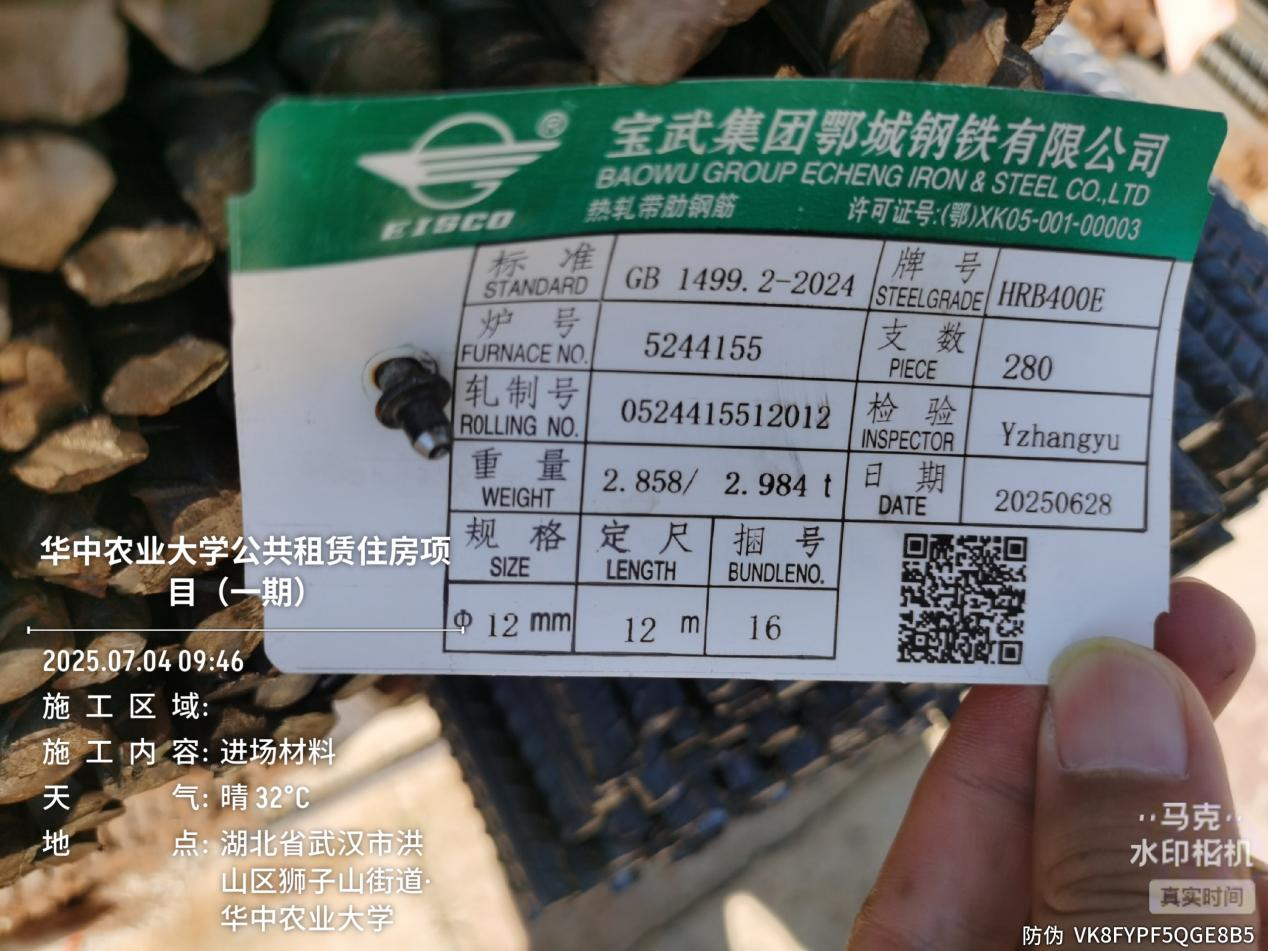 EISCO ®
宝武集团鄂城钢铁有限公司
BAOWU GROUP ECHENG IRON & STEEL CO.,LTD
热轧带肋钢筋 许可证号:(鄂)XK05-001-00003
标准 STANDARD GB 1499.2-2024 牌号 STEELGRADE HRB400E
炉号 FURNACE NO. 5244155 支数 PIECE 280
轧制号 ROLLING NO. 0524415512012 检验 INSPECTOR Yzhangyu
重量 WEIGHT 2.858/ 2.984 t 日期 DATE 20250628
规格 SIZE 定尺 LENGTH 捆号 BUNDLENO.
Φ 12 mm 12 m 16
华中农业大学公共租赁住房项
目（一期）
2025.07.04 09:46
施工区域:
施工内容: 进场材料
天气: 晴 32°C
地点: 湖北省武汉市洪
山区狮子山街道·
华中农业大学
马克
水印相机
真实时间
防伪 VK8FYPF5QGE8B5